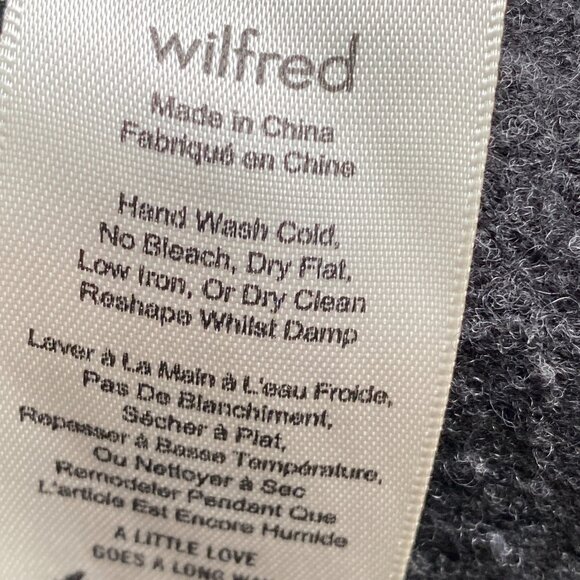 wilfred
Made in China
Fabriqué en Chine
Hand Wash Cold,
No Bleach, Dry Flat,
Low Iron, Or Dry Clean
Reshape Whilst Damp
Laver à La Main à L'eau Froide,
Pas De Blanchiment,
Sécher à Plat,
Repasser à Basse Température,
Ou Nettoyer à Sec
Remodeler Pendant Que
L'article Est Encore Humide
A LITTLE LOVE
GOES A LONG WAY